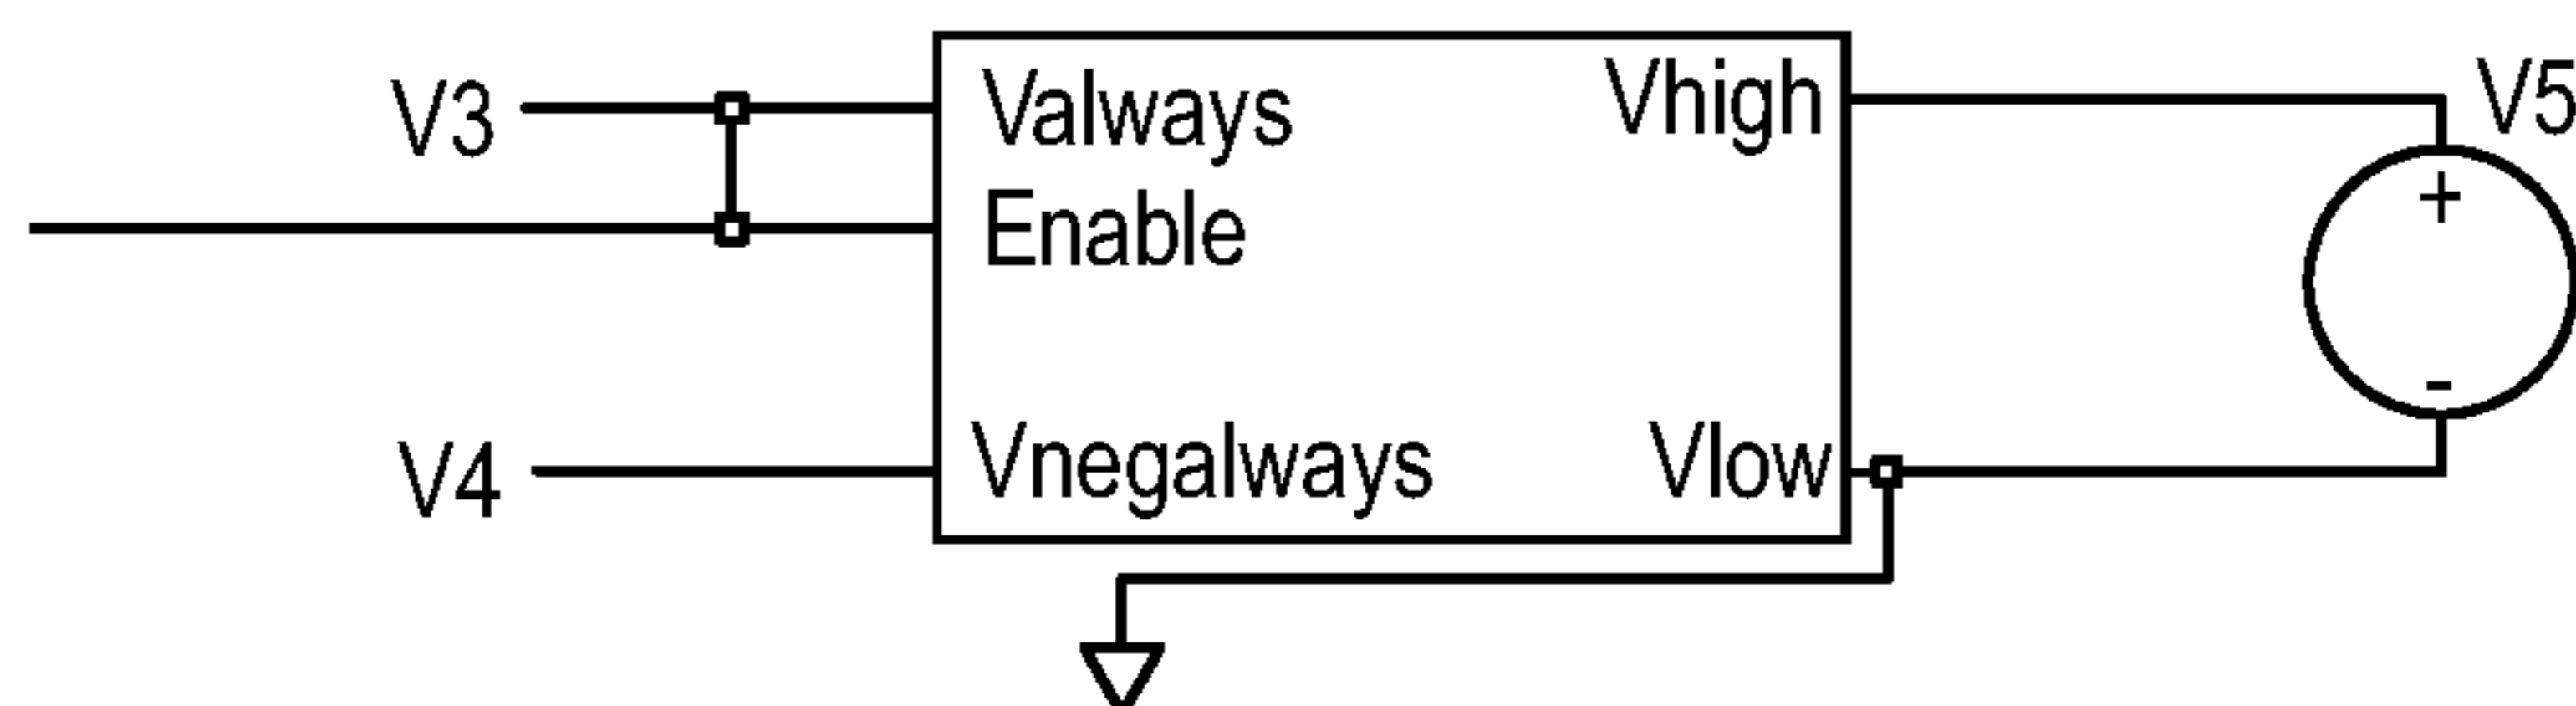 V3
Valways
Vhigh
V5
Enable
+
-
V4
Vnegalways
Vlow